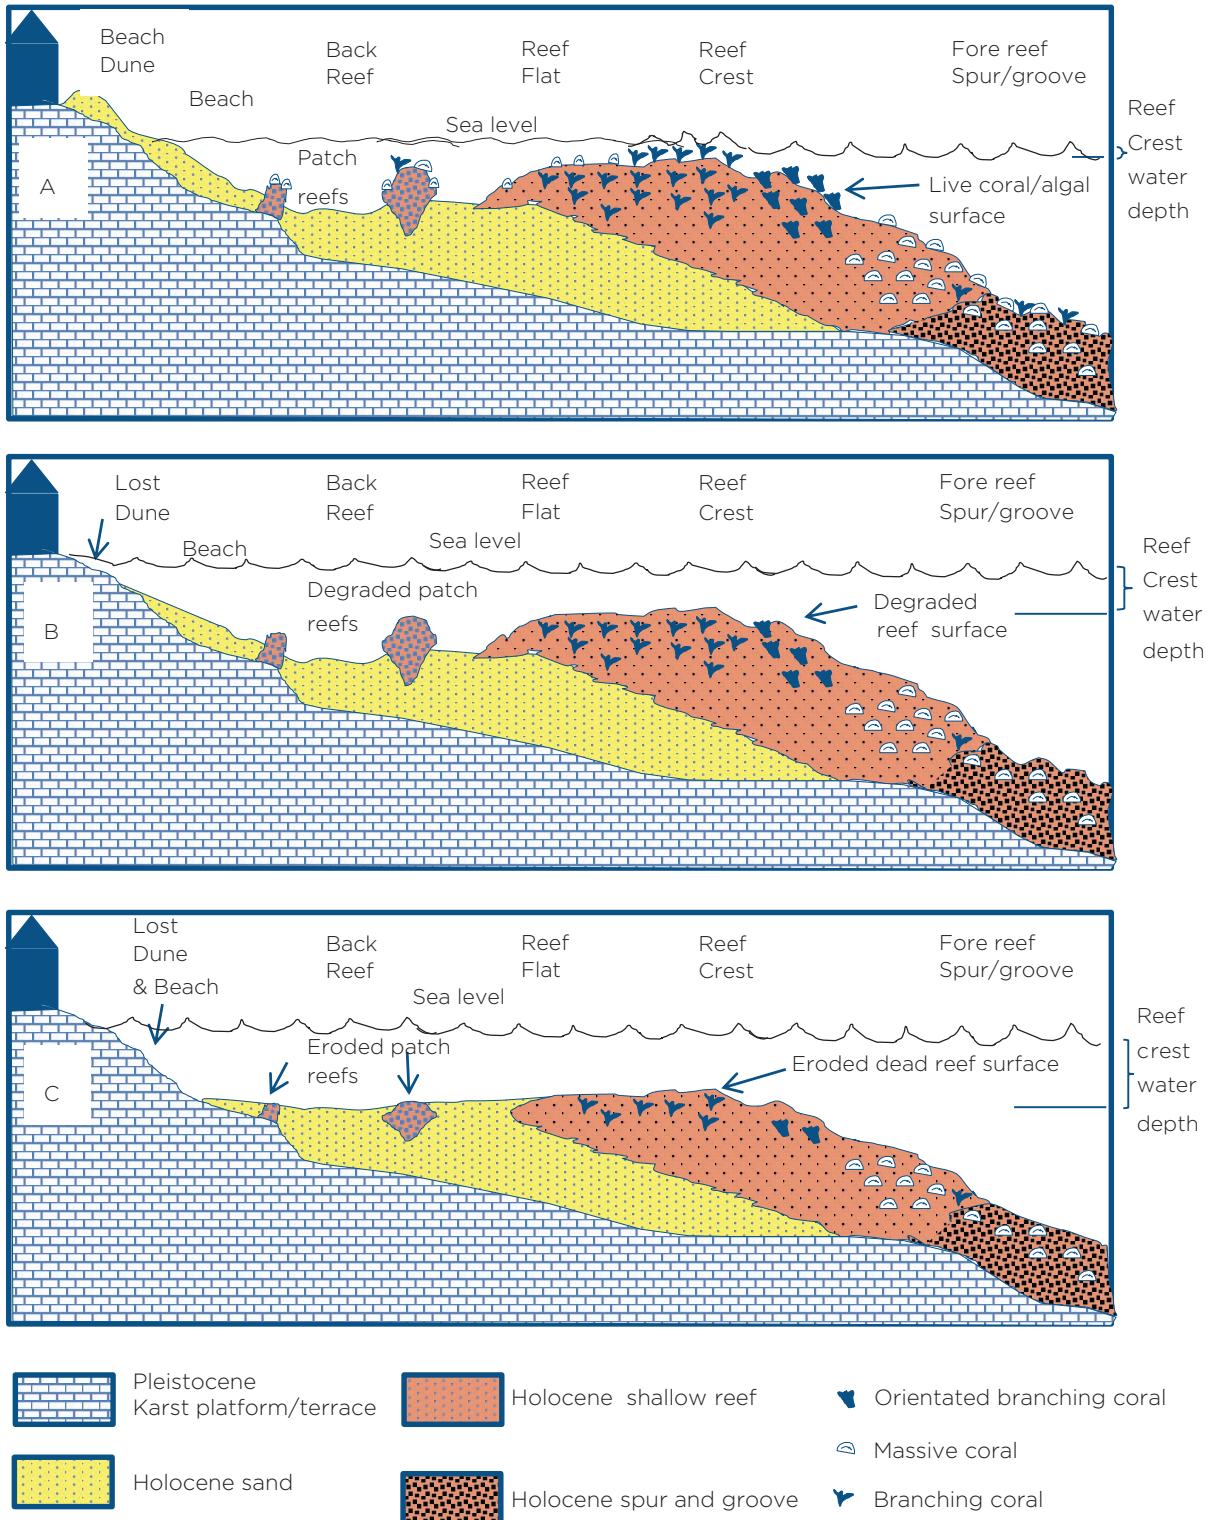 Beach
Dune
Beach
Back
Reef
Reef
Flat
Reef
Crest
Fore reef
Spur/groove
Reef
Crest
water
depth
Sea level
Patch
reefs
A
Live coral/algal
surface
Lost
Dune
Beach
Back
Reef
Reef
Flat
Reef
Crest
Fore reef
Spur/groove
Sea level
Reef
Crest
water
depth
Degraded patch
reefs
B
Degraded
reef surface
Lost
Dune
& Beach
Back
Reef
Reef
Flat
Reef
Crest
Fore reef
Spur/groove
Sea level
Reef
crest
water
depth
Eroded patch
reefs
C
Eroded dead reef surface
Pleistocene
Karst platform/terrace
Holocene shallow reef
Orientated branching coral
Massive coral
Holocene sand
Holocene spur and groove
Branching coral